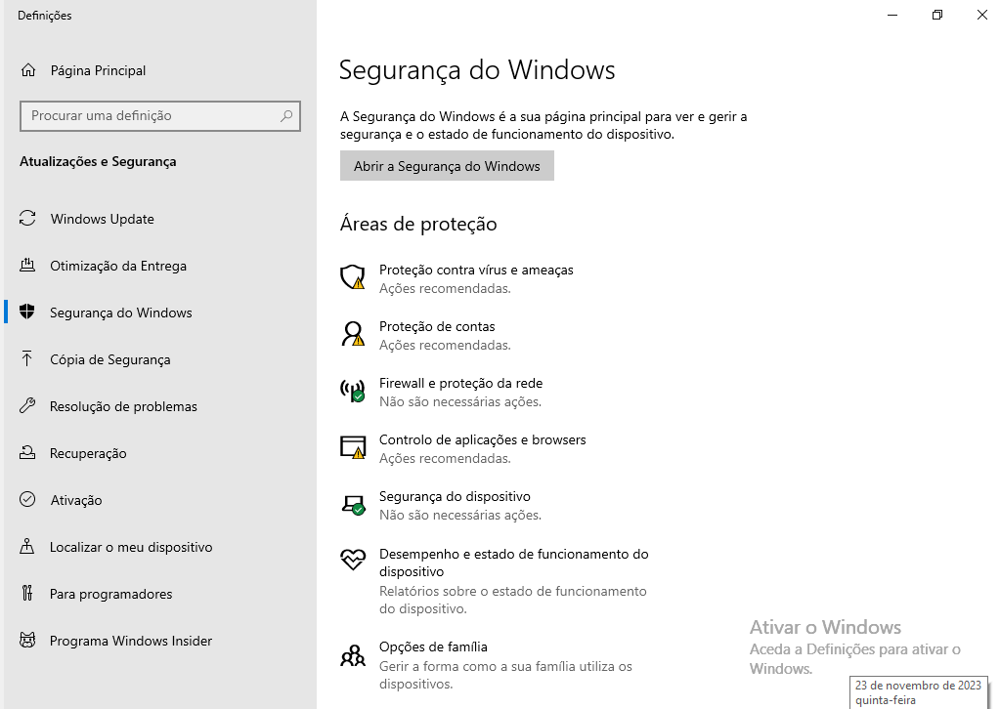 Definições
Página Principal
Procurar uma definição
Atualizações e Segurança
Windows Update
Otimização da Entrega
Segurança do Windows
Cópia de Segurança
Resolução de problemas
Recuperação
Ativação
Localizar o meu dispositivo
Para programadores
Programa Windows Insider
Segurança do Windows
A Segurança do Windows é a sua página principal para ver e gerir a
segurança e o estado de funcionamento do dispositivo.
Abrir a Segurança do Windows
Áreas de proteção
Proteção contra vírus e ameaças
Ações recomendadas.
Proteção de contas
Ações recomendadas.
Firewall e proteção da rede
Não são necessárias ações.
Controlo de aplicações e browsers
Ações recomendadas.
Segurança do dispositivo
Não são necessárias ações.
Desempenho e estado de funcionamento do
dispositivo
Relatórios sobre o estado de funcionamento
do dispositivo.
Opções de família
Gerir a forma como a sua família utiliza os
dispositivos.
Ativar o Windows
Aceda a Definições para ativar o
Windows.
23 de novembro de 2023
quinta-feira